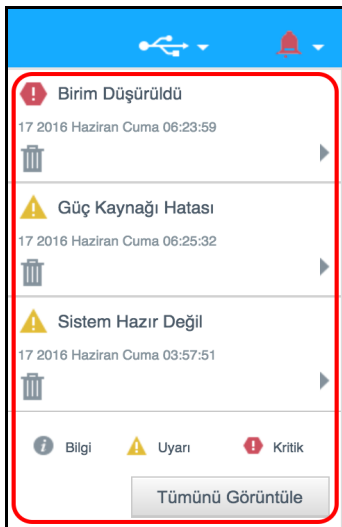 Birim Düşürüldü
17 2016 Haziran Cuma 06:23:59
Güç Kaynağı Hatası
17 2016 Haziran Cuma 06:25:32
Sistem Hazır Değil
17 2016 Haziran Cuma 03:57:51
Bilgi Uyarı Kritik
Tümünü Görüntüle